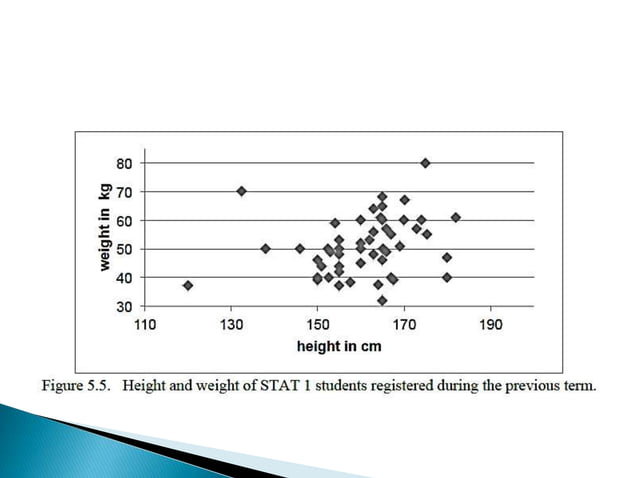 80
70
60
50
40
30
weight in kg
110 130 150 170 190
height in cm
Figure 5.5. Height and weight of STAT 1 students registered during the previous term.